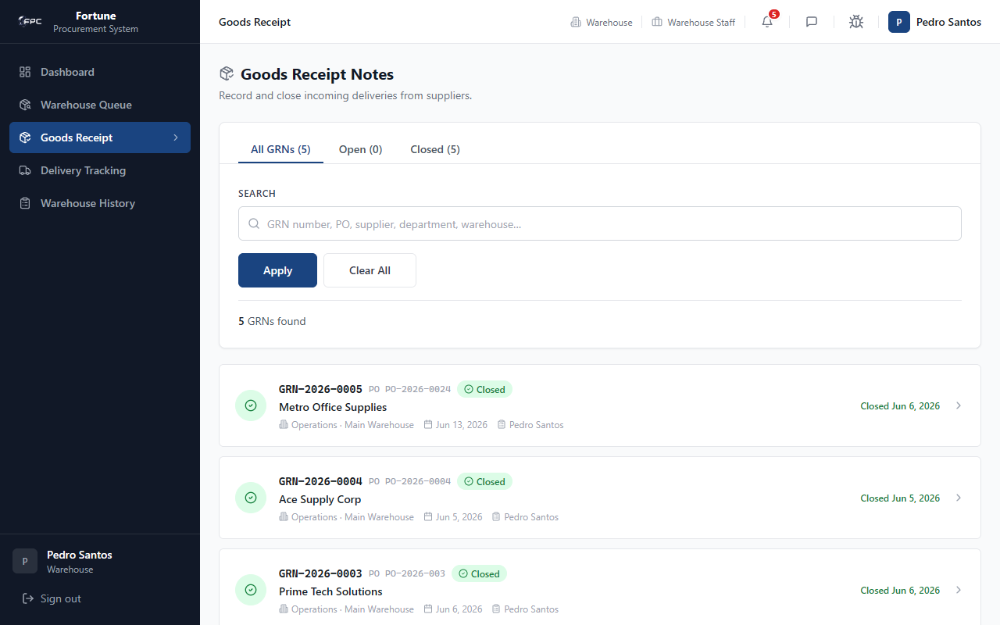 FPC
Fortune
Procurement System
Dashboard
Warehouse Queue
Goods Receipt
Delivery Tracking
Warehouse History
P
Pedro Santos
Warehouse
Sign out
Goods Receipt
Warehouse
Warehouse Staff
5
P
Pedro Santos
Goods Receipt Notes
Record and close incoming deliveries from suppliers.
All GRNs (5)
Open (0)
Closed (5)
SEARCH
GRN number, PO, supplier, department, warehouse...
Apply
Clear All
5 GRNs found
GRN-2026-0005 PO PO-2026-0024 Closed
Metro Office Supplies
Operations · Main Warehouse Jun 13, 2026 Pedro Santos
Closed Jun 6, 2026
GRN-2026-0004 PO PO-2026-0004 Closed
Ace Supply Corp
Operations · Main Warehouse Jun 5, 2026 Pedro Santos
Closed Jun 5, 2026
GRN-2026-0003 PO PO-2026-003 Closed
Prime Tech Solutions
Operations · Main Warehouse Jun 6, 2026 Pedro Santos
Closed Jun 6, 2026